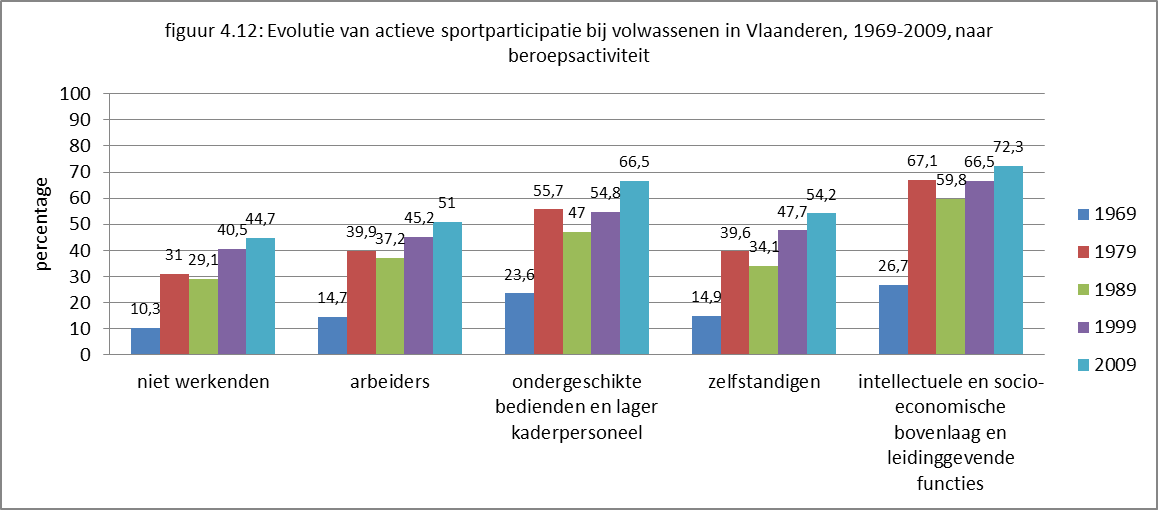 figuur 4.12: Evolutie van actieve sportparticipatie bij volwassenen in Vlaanderen, 1969-2009, naar
beroepsactiviteit
percentage
100
90
80
70
60
50
40
30
20
10
0
10,3
31
29,1
40,5
44,7
14,7
39,9
37,2
45,2
51
23,6
55,7
47
54,8
66,5
14,9
39,6
34,1
47,7
54,2
26,7
67,1
59,8
66,5
72,3
niet werkenden
arbeiders
ondergeschikte
bedienden en lager
kaderpersoneel
zelfstandigen
intellectuele en socio-
economische
bovenlaag en
leidinggevende
functies
1969
1979
1989
1999
2009